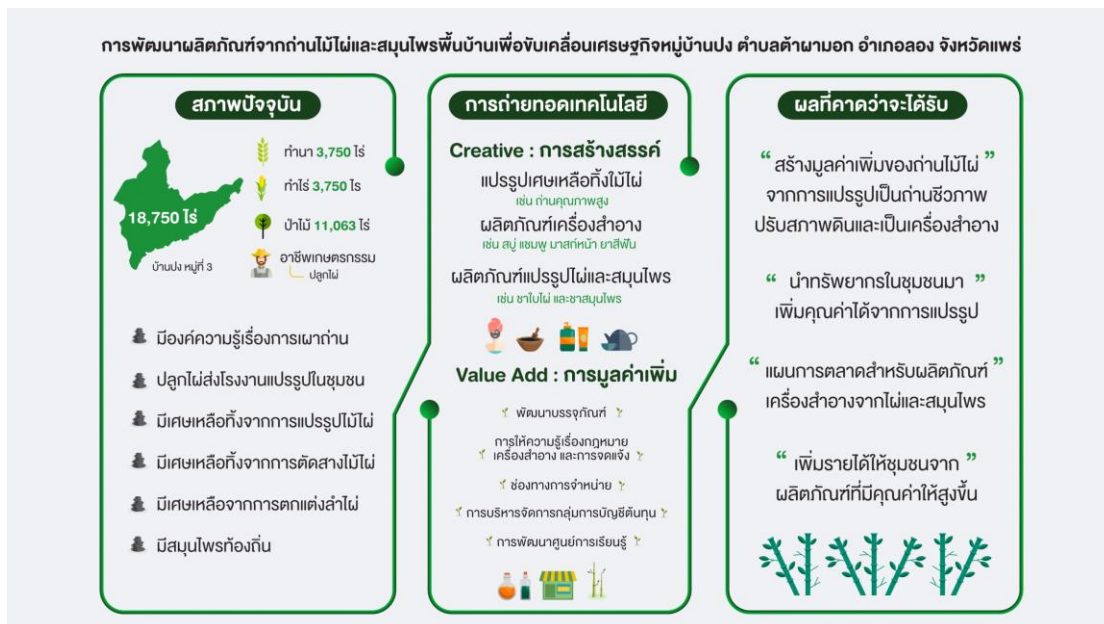 การพัฒนาผลิตภัณฑ์จากถ่านไม้ไผ่และสมุนไพรพื้นบ้านเพื่อขับเคลื่อนเศรษฐกิจหมู่บ้านปง ตำบลต้าผามอก อำเภอลอง จังหวัดแพร่
สภาพปัจจุบัน
18,750 ไร่
บ้านปง หมู่ที่ 3
ทำนา 3,750 ไร่
ทำไร่ 3,750 ไร
ป่าไม้ 11,063 ไร่
อาชีพเกษตรกรรม
ปลูกไผ่
มีองค์ความรู้เรื่องการเผาถ่าน
ปลูกไผ่ส่งโรงงานแปรรูปในชุมชน
มีเศษเหลือทิ้งจากการแปรรูปไม้ไผ่
มีเศษเหลือทิ้งจากการตัดสางไม้ไผ่
มีเศษเหลือจากการตกแต่งลำไผ่
มีสมุนไพรท้องถิ่น
การถ่ายทอดเทคโนโลยี
Creative : การสร้างสรรค์
แปรรูปเศษเหลือทิ้งไม้ไผ่
เช่น ถ่านคุณภาพสูง
ผลิตภัณฑ์เครื่องสำอาง
เช่น สบู่ แชมพู มาสก์หน้า ยาสีฟัน
ผลิตภัณฑ์แปรรูปไผ่และสมุนไพร
เช่น ชาใบไผ่ และชาสมุนไพร
Value Add : การมูลค่าเพิ่ม
พัฒนาบรรจุภัณฑ์
การให้ความรู้เรื่องกฎหมาย
เครื่องสำอาง และการจดแจ้ง
ช่องทางการจำหน่าย
การบริหารจัดการกลุ่มการบัญชีต้นทุน
การพัฒนาศูนย์การเรียนรู้
ผลที่คาดว่าจะได้รับ
“ สร้างมูลค่าเพิ่มของถ่านไม้ไผ่ ”
จากการแปรรูปเป็นถ่านชีวภาพ
ปรับสภาพดินและเป็นเครื่องสำอาง
“ นำทรัพยากรในชุมชนมา ”
เพิ่มคุณค่าได้จากการแปรรูป
“ แผนการตลาดสำหรับผลิตภัณฑ์ ”
เครื่องสำอางจากไผ่และสมุนไพร
“ เพิ่มรายได้ให้ชุมชนจาก ”
ผลิตภัณฑ์ที่มีคุณค่าให้สูงขึ้น